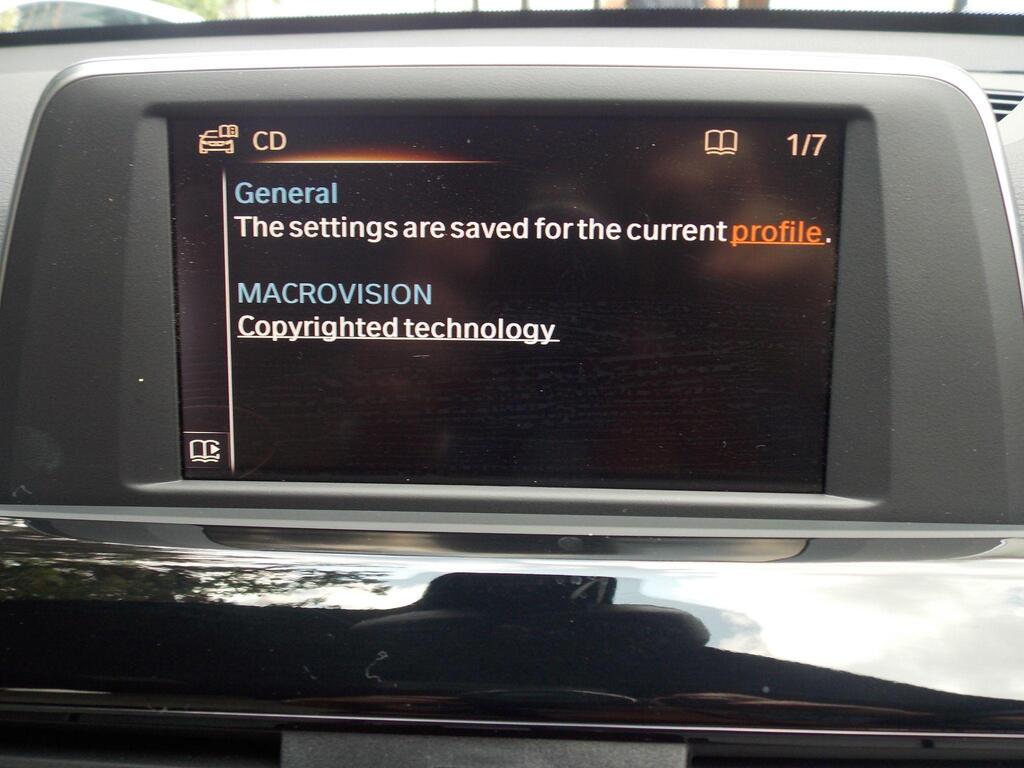 CD
1/7
General
The settings are saved for the current profile.
MACROVISION
Copyrighted technology